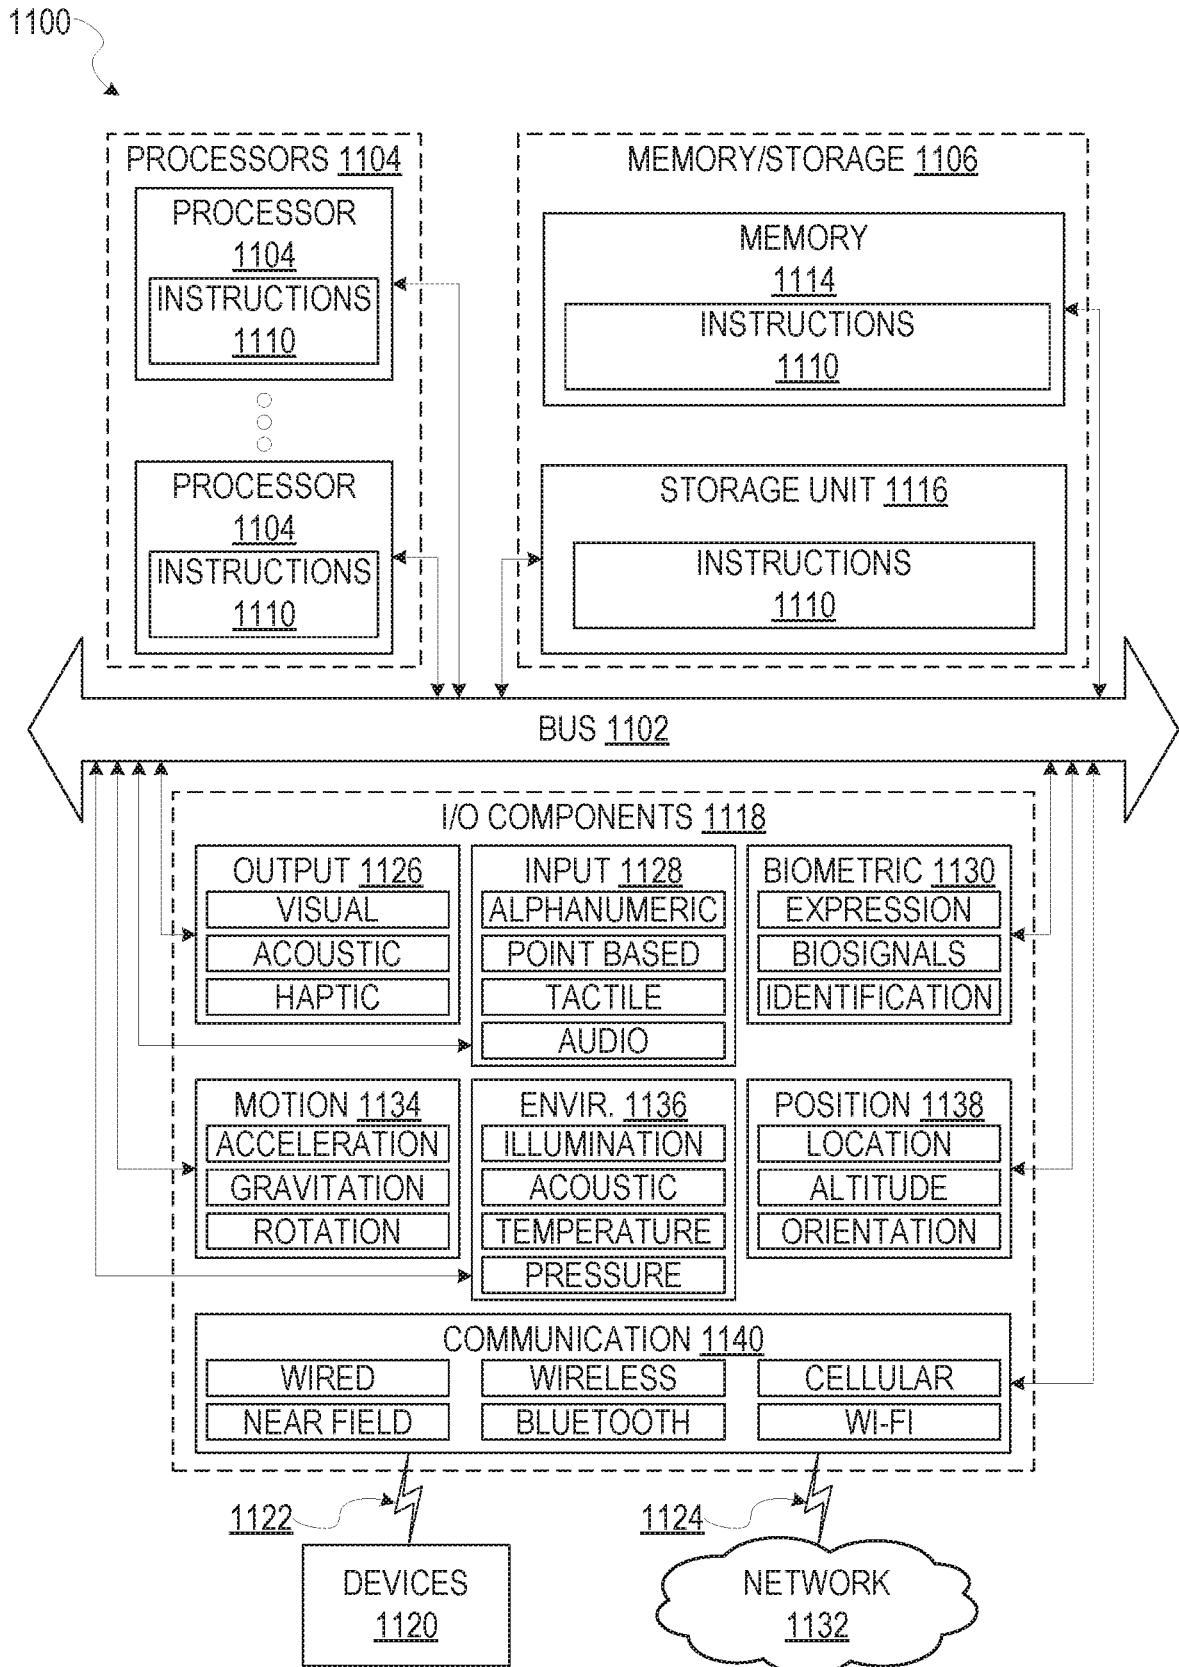 1100
PROCESSORS 1104
PROCESSOR
1104
INSTRUCTIONS
1110
PROCESSOR
1104
INSTRUCTIONS
1110
MEMORY/STORAGE 1106
MEMORY
1114
INSTRUCTIONS
1110
STORAGE UNIT 1116
INSTRUCTIONS
1110
BUS 1102
I/O COMPONENTS 1118
OUTPUT 1126
VISUAL
ACOUSTIC
HAPTIC
INPUT 1128
ALPHANUMERIC
POINT BASED
TACTILE
AUDIO
BIOMETRIC 1130
EXPRESSION
BIOSIGNALS
IDENTIFICATION
MOTION 1134
ACCELERATION
GRAVITATION
ROTATION
ENVIR. 1136
ILLUMINATION
ACOUSTIC
TEMPERATURE
PRESSURE
POSITION 1138
LOCATION
ALTITUDE
ORIENTATION
COMMUNICATION 1140
WIRED
WIRELESS
CELLULAR
NEAR FIELD
BLUETOOTH
WI-FI
1122
1124
DEVICES
1120
NETWORK
1132